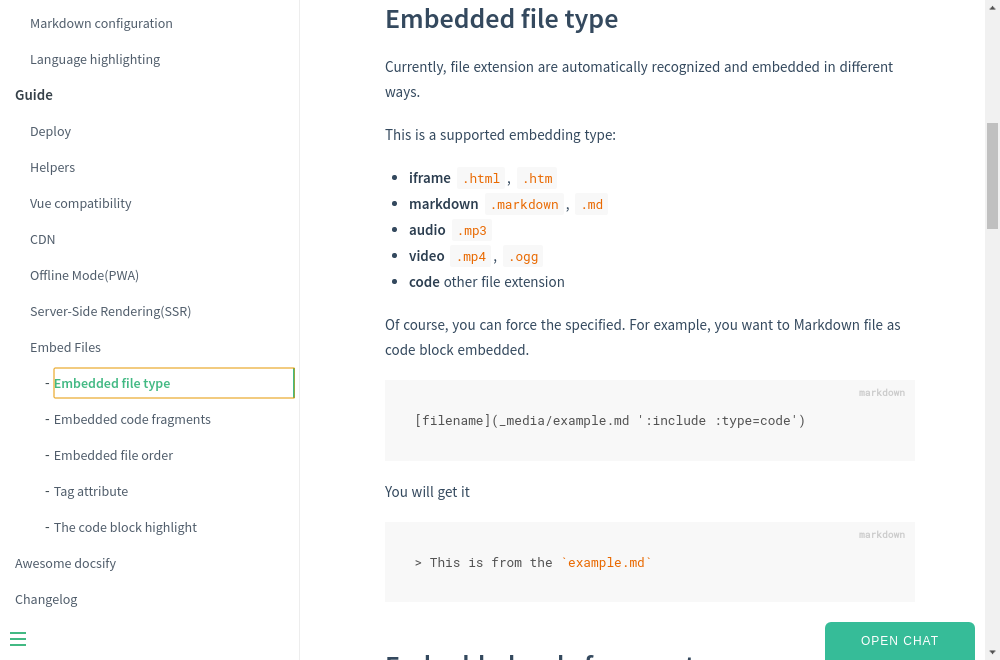 Markdown configuration
Language highlighting
Guide
Deploy
Helpers
Vue compatibility
CDN
Offline Mode(PWA)
Server-Side Rendering(SSR)
Embed Files
- Embedded file type
- Embedded code fragments
- Embedded file order
- Tag attribute
- The code block highlight
Awesome docsify
Changelog
Embedded file type
Currently, file extension are automatically recognized and embedded in different
ways.
This is a supported embedding type:
• iframe .html , .htm
• markdown .markdown , .md
• audio .mp3
• video .mp4 , .ogg
• code other file extension
Of course, you can force the specified. For example, you want to Markdown file as
code block embedded.
markdown
[filename](_media/example.md ':include :type=code')
You will get it
markdown
> This is from the `example.md`
OPEN CHAT